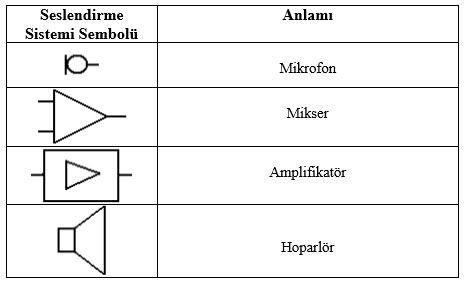 Seslendirme
Sistemi Sembolü
Anlamı
Mikrofon
Mikser
Amplifikatör
Hoparlör